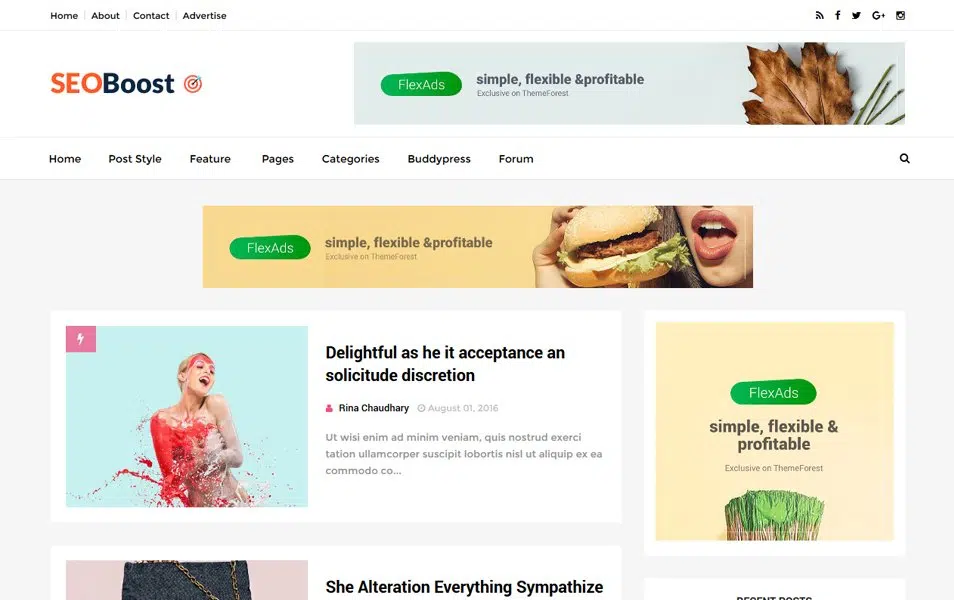 Home About Contact Advertise
SEOBoost
FlexAds
simple, flexible &profitable
Exclusive on ThemeForest
Home Post Style Feature Pages Categories Buddypress Forum
FlexAds
simple, flexible &profitable
Exclusive on ThemeForest
Delightful as he it acceptance an
solicitude discretion
Rina Chaudhary August 01, 2016
Ut wisi enim ad minim veniam, quis nostrud exerci
tation ullamcorper suscipit lobortis nisl ut aliquip ex ea
commodo co...
FlexAds
simple, flexible &
profitable
Exclusive on ThemeForest
She Alteration Everything Sympathize
RECENT POSTS